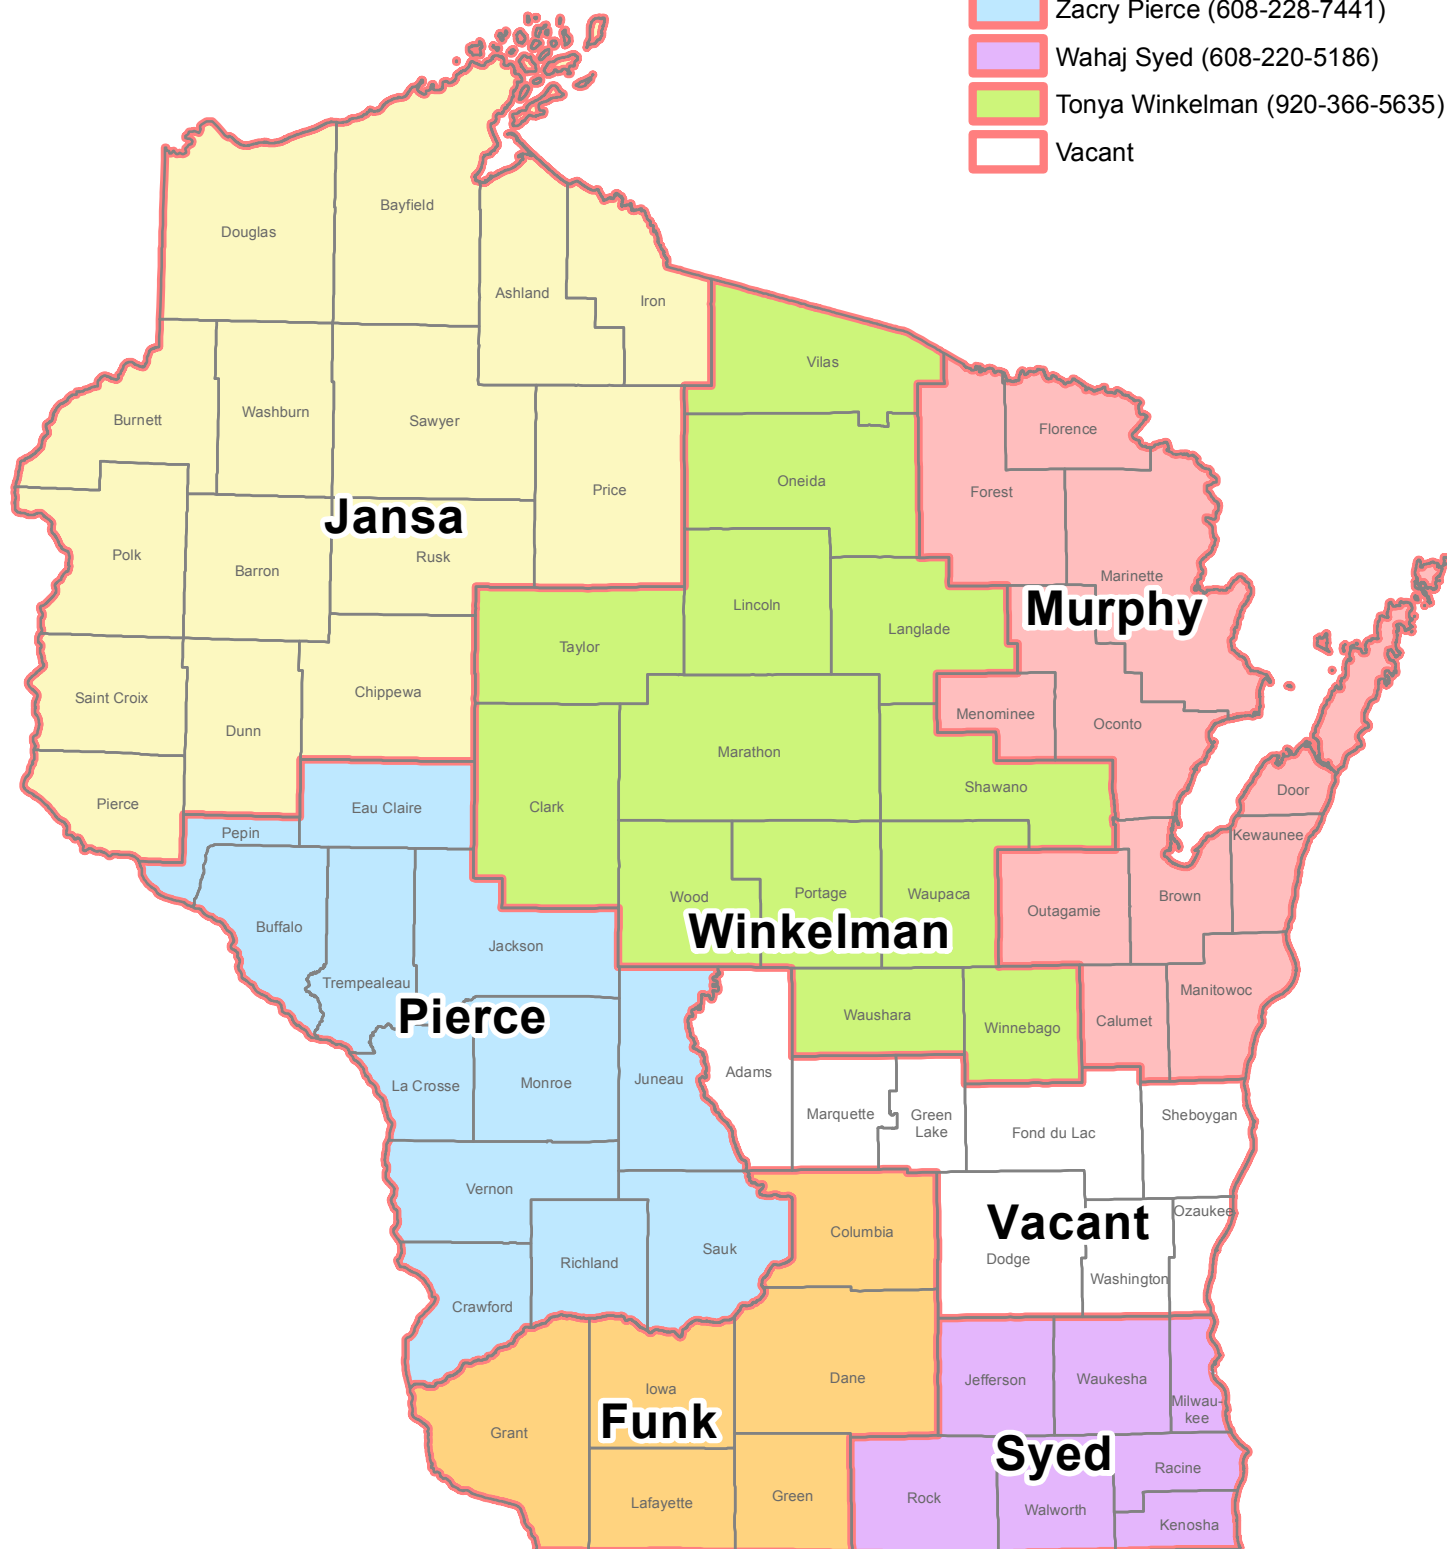 Zacry Pierce (608-228-7441)
Wahaj Syed (608-220-5186)
Tonya Winkelman (920-366-5635)
Vacant
Bayfield
Douglas
Ashland
Iron
Vilas
Washburn
Burnett
Sawyer
Florence
Oneida
Price
Forest
Jansa
Polk
Rusk
Barron
Marinette
Lincoln
Murphy
Langlade
Taylor
Chippewa
Saint Croix
Menominee
Oconto
Dunn
Marathon
Shawano
Door
Pierce
Eau Claire
Clark
Pepin
Kewaunee
Portage
Waupaca
Wood
Brown
Outagamie
Buffalo
Winkelman
Jackson
Trempealeau
Manitowoc
Pierce
Waushara
Calumet
Winnebago
Adams
Juneau
Monroe
La Crosse
Marquette
Green
Lake
Sheboygan
Fond du Lac
Vernon
Ozaukee
Vacant
Columbia
Sauk
Dodge
Richland
Washington
Crawford
Dane
Jefferson
Waukesha
Iowa
Milwau-
kee
Funk
Grant
Syed
Racine
Green
Rock
Lafayette
Walworth
Kenosha